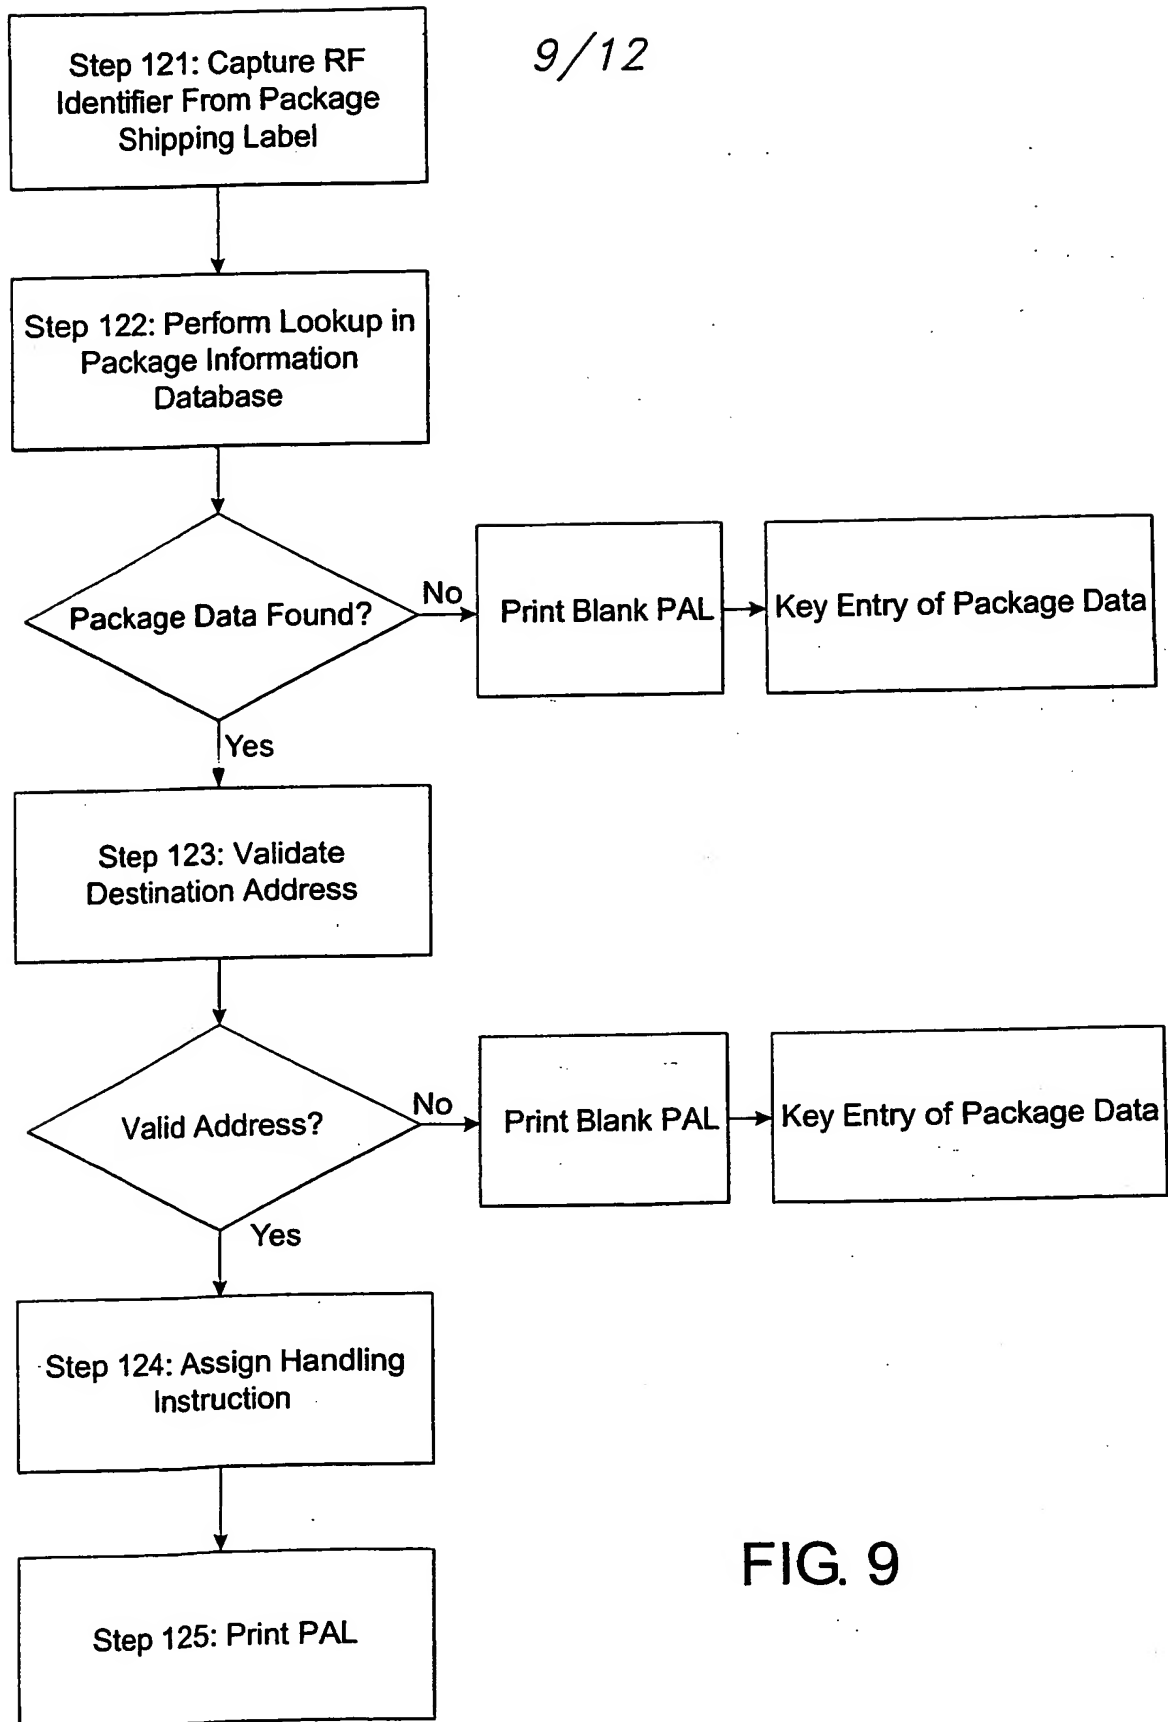 9/12
Step 121: Capture RF
Identifier From Package
Shipping Label
Step 122: Perform Lookup in
Package Information
Database
Package Data Found?
No
Print Blank PAL
Key Entry of Package Data
Yes
Step 123: Validate
Destination Address
Valid Address?
No
Print Blank PAL
Key Entry of Package Data
Yes
Step 124: Assign Handling
Instruction
Step 125: Print PAL
FIG. 9